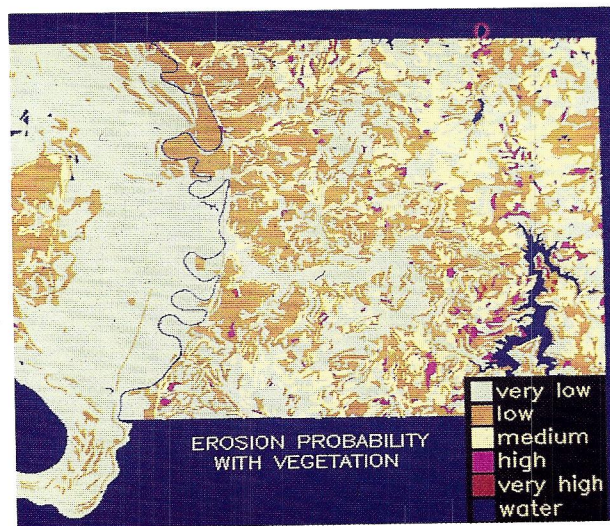 very low
low
medium
high
very high
water
EROSION PROBABILITY
WITH VEGETATION